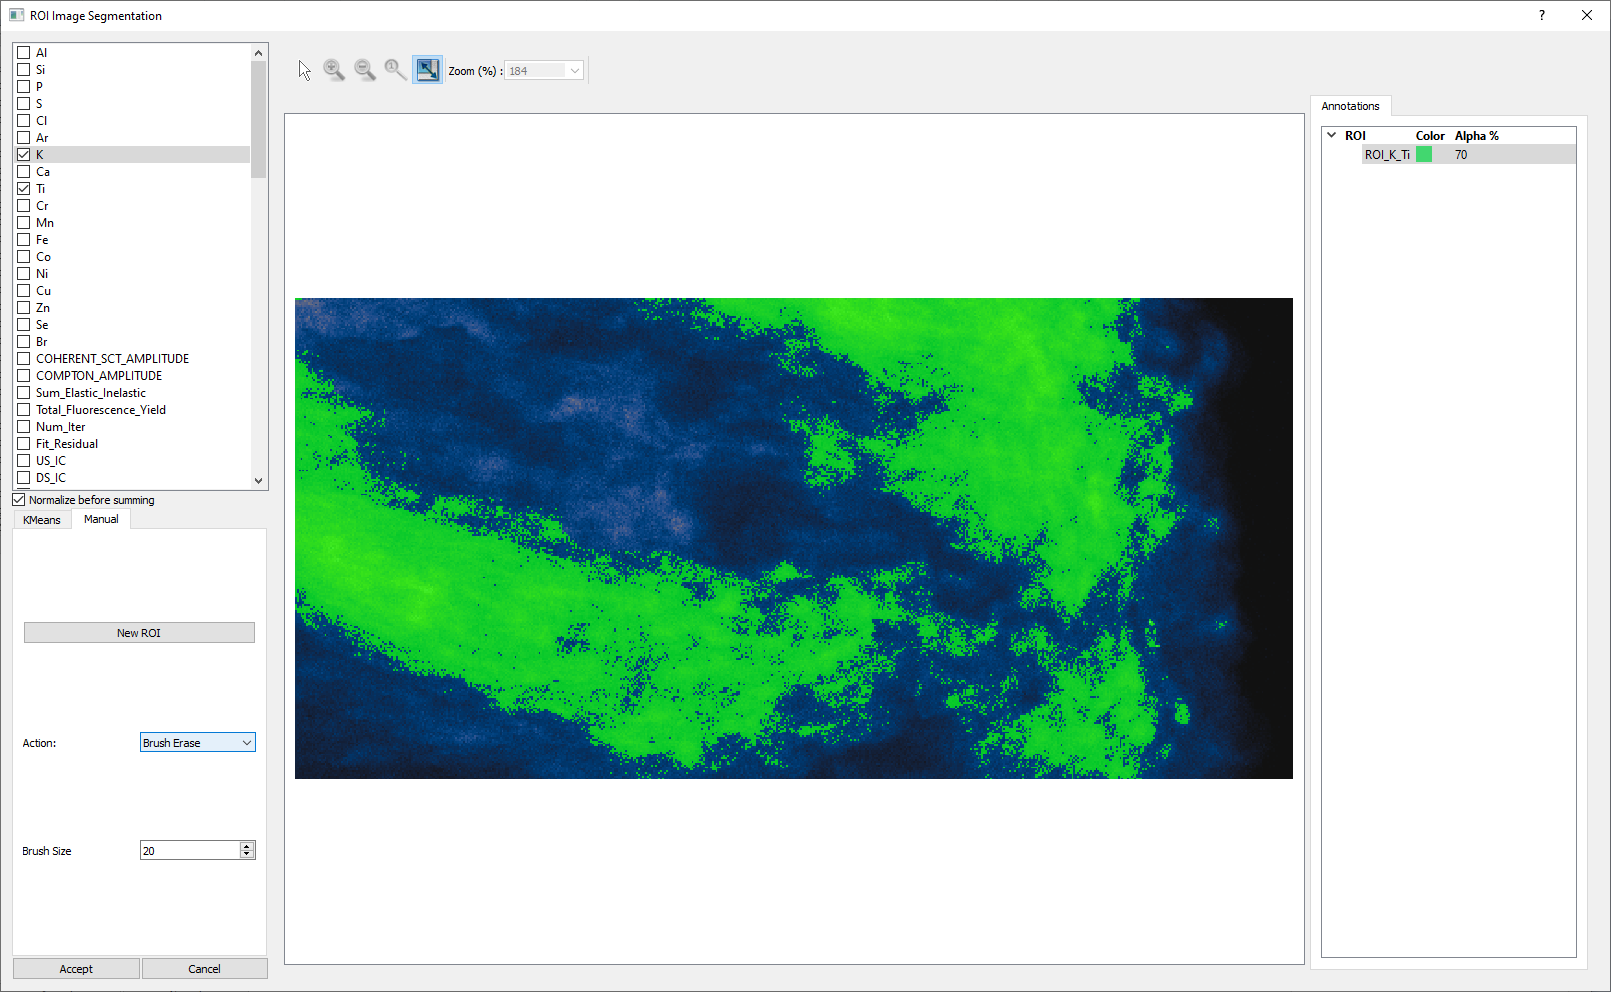 ROI Image Segmentation
?
Al
Si
P
S
Cl
Ar
K
Ca
Ti
Cr
Mn
Fe
Co
Ni
Cu
Zn
Se
Br
COHERENT_SCT_AMPLITUDE
COMPTON_AMPLITUDE
Sum_Elastic_Inelastic
Total_Fluorescence_Yield
Num_Iter
Fit_Residual
US_IC
DS_IC
Normalize before summing
KMeans Manual
New ROI
Action: Brush Erase
Brush Size 20
Accept Cancel
Zoom (%) : 184
Annotations
ROI Color Alpha %
ROI_K_Ti 70